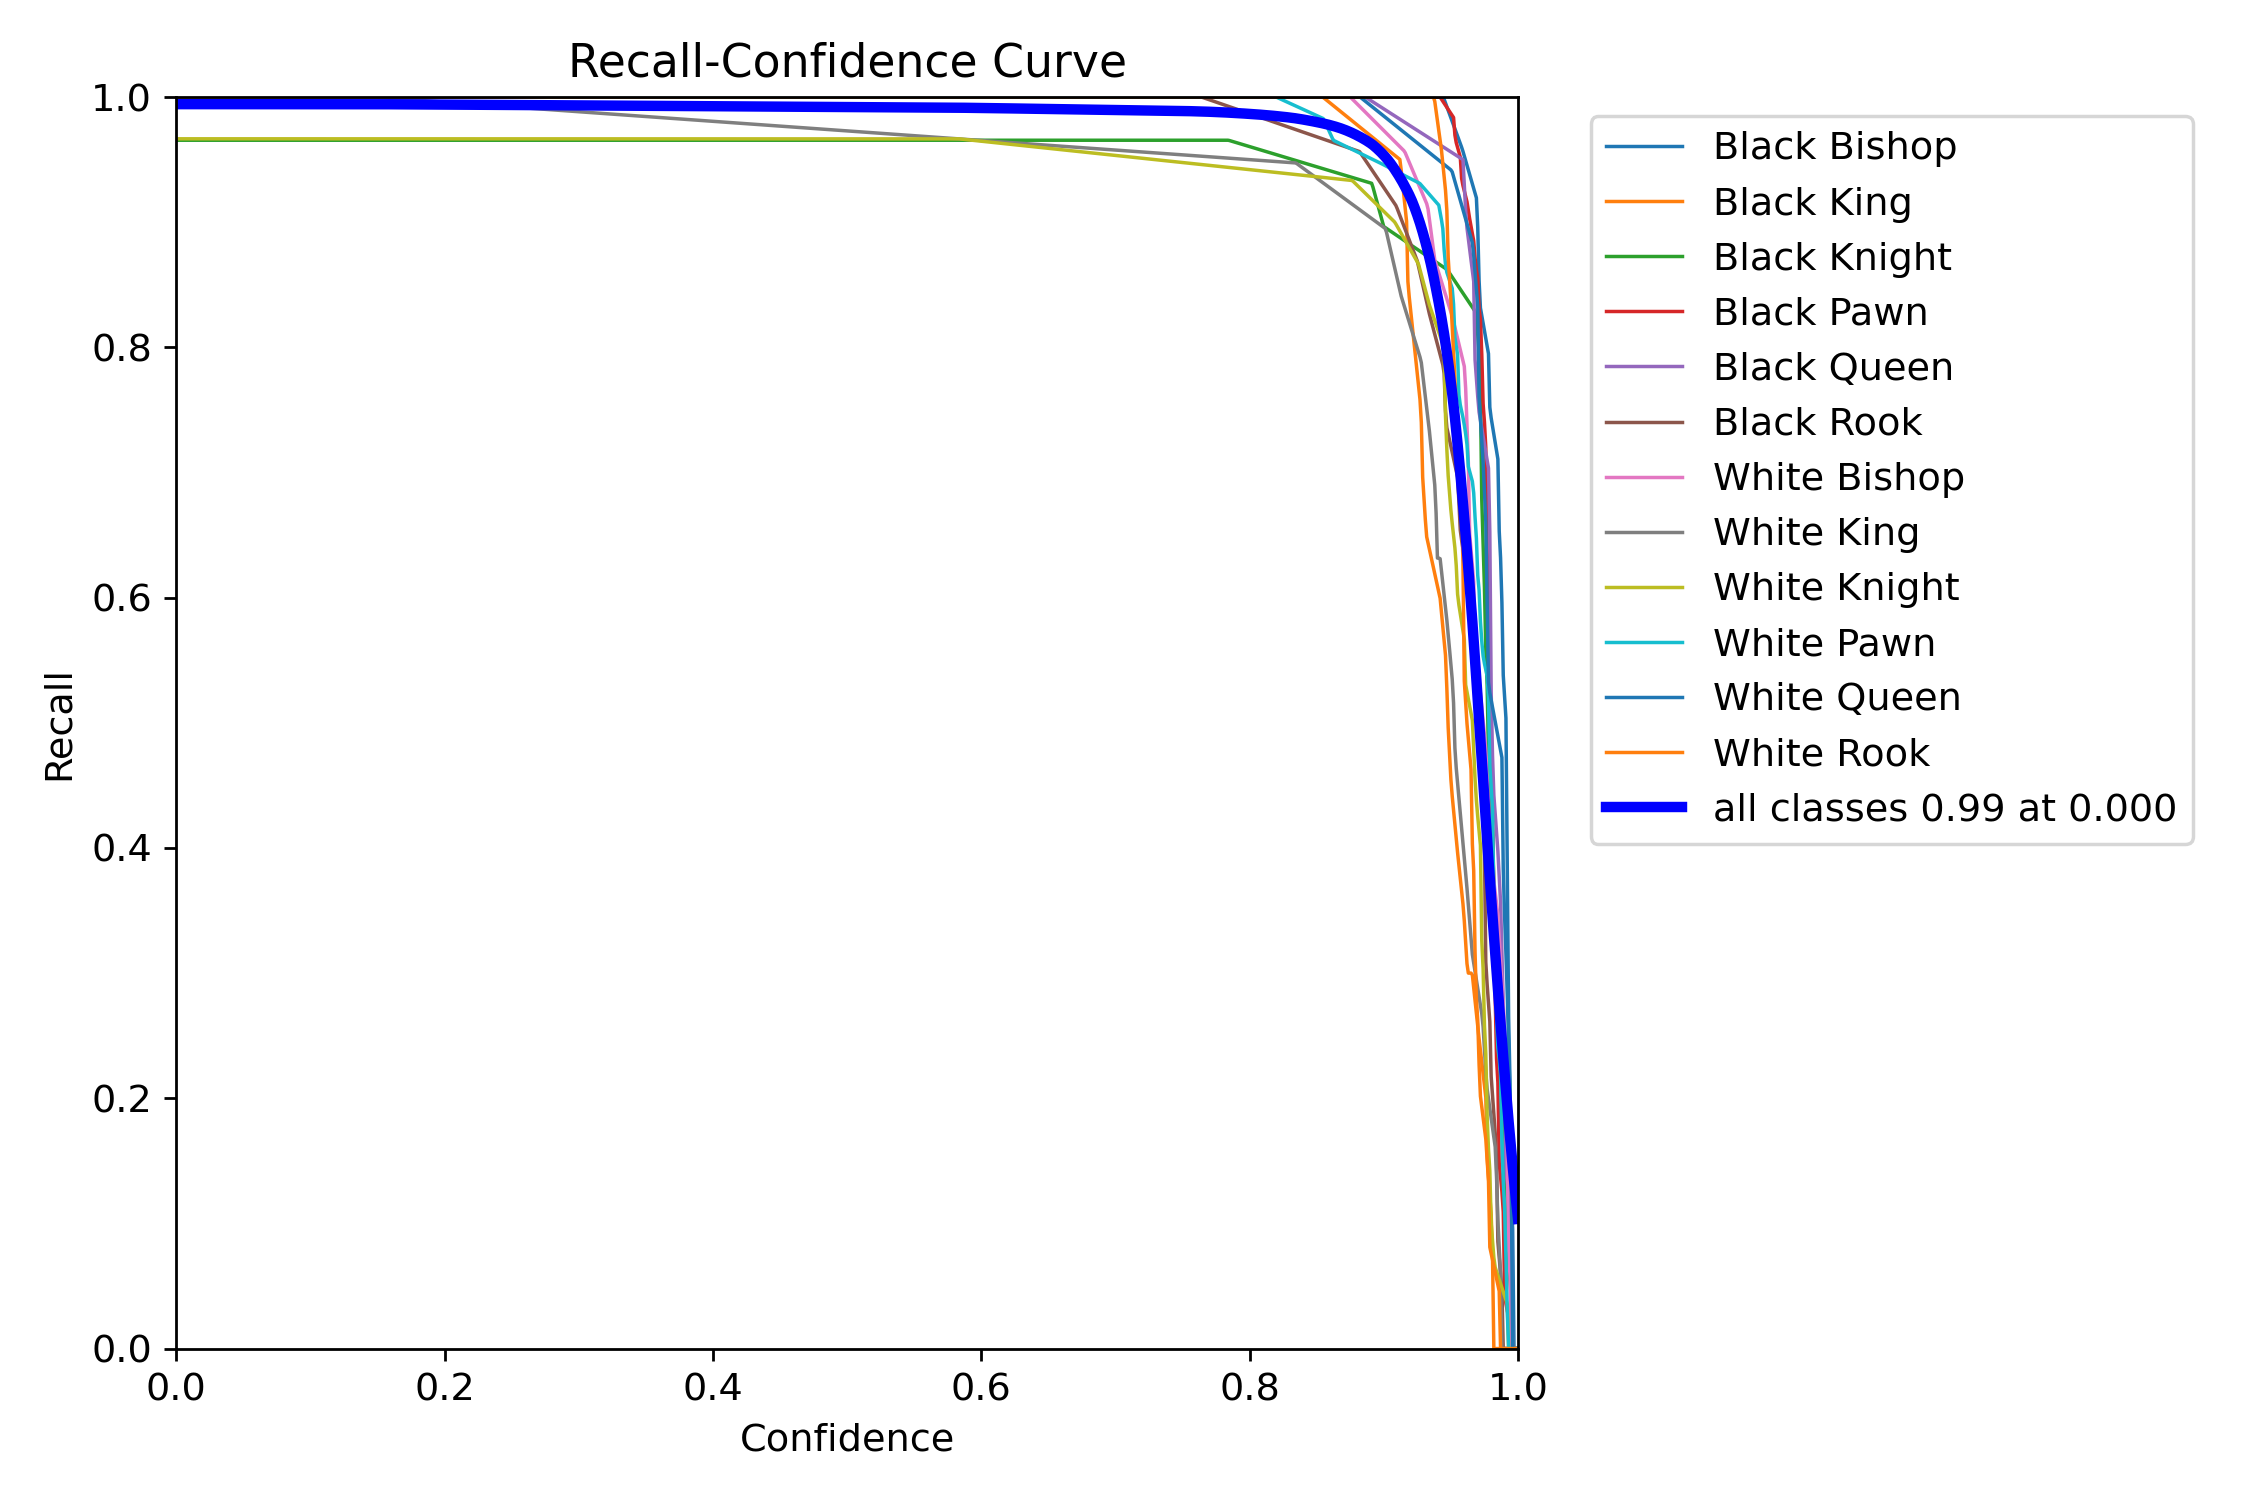 Recall-Confidence Curve
1.0
0.8
0.6
0.4
0.2
0.0
Recall
0.0 0.2 0.4 0.6 0.8 1.0
Confidence
Black Bishop
Black King
Black Knight
Black Pawn
Black Queen
Black Rook
White Bishop
White King
White Knight
White Pawn
White Queen
White Rook
all classes 0.99 at 0.000